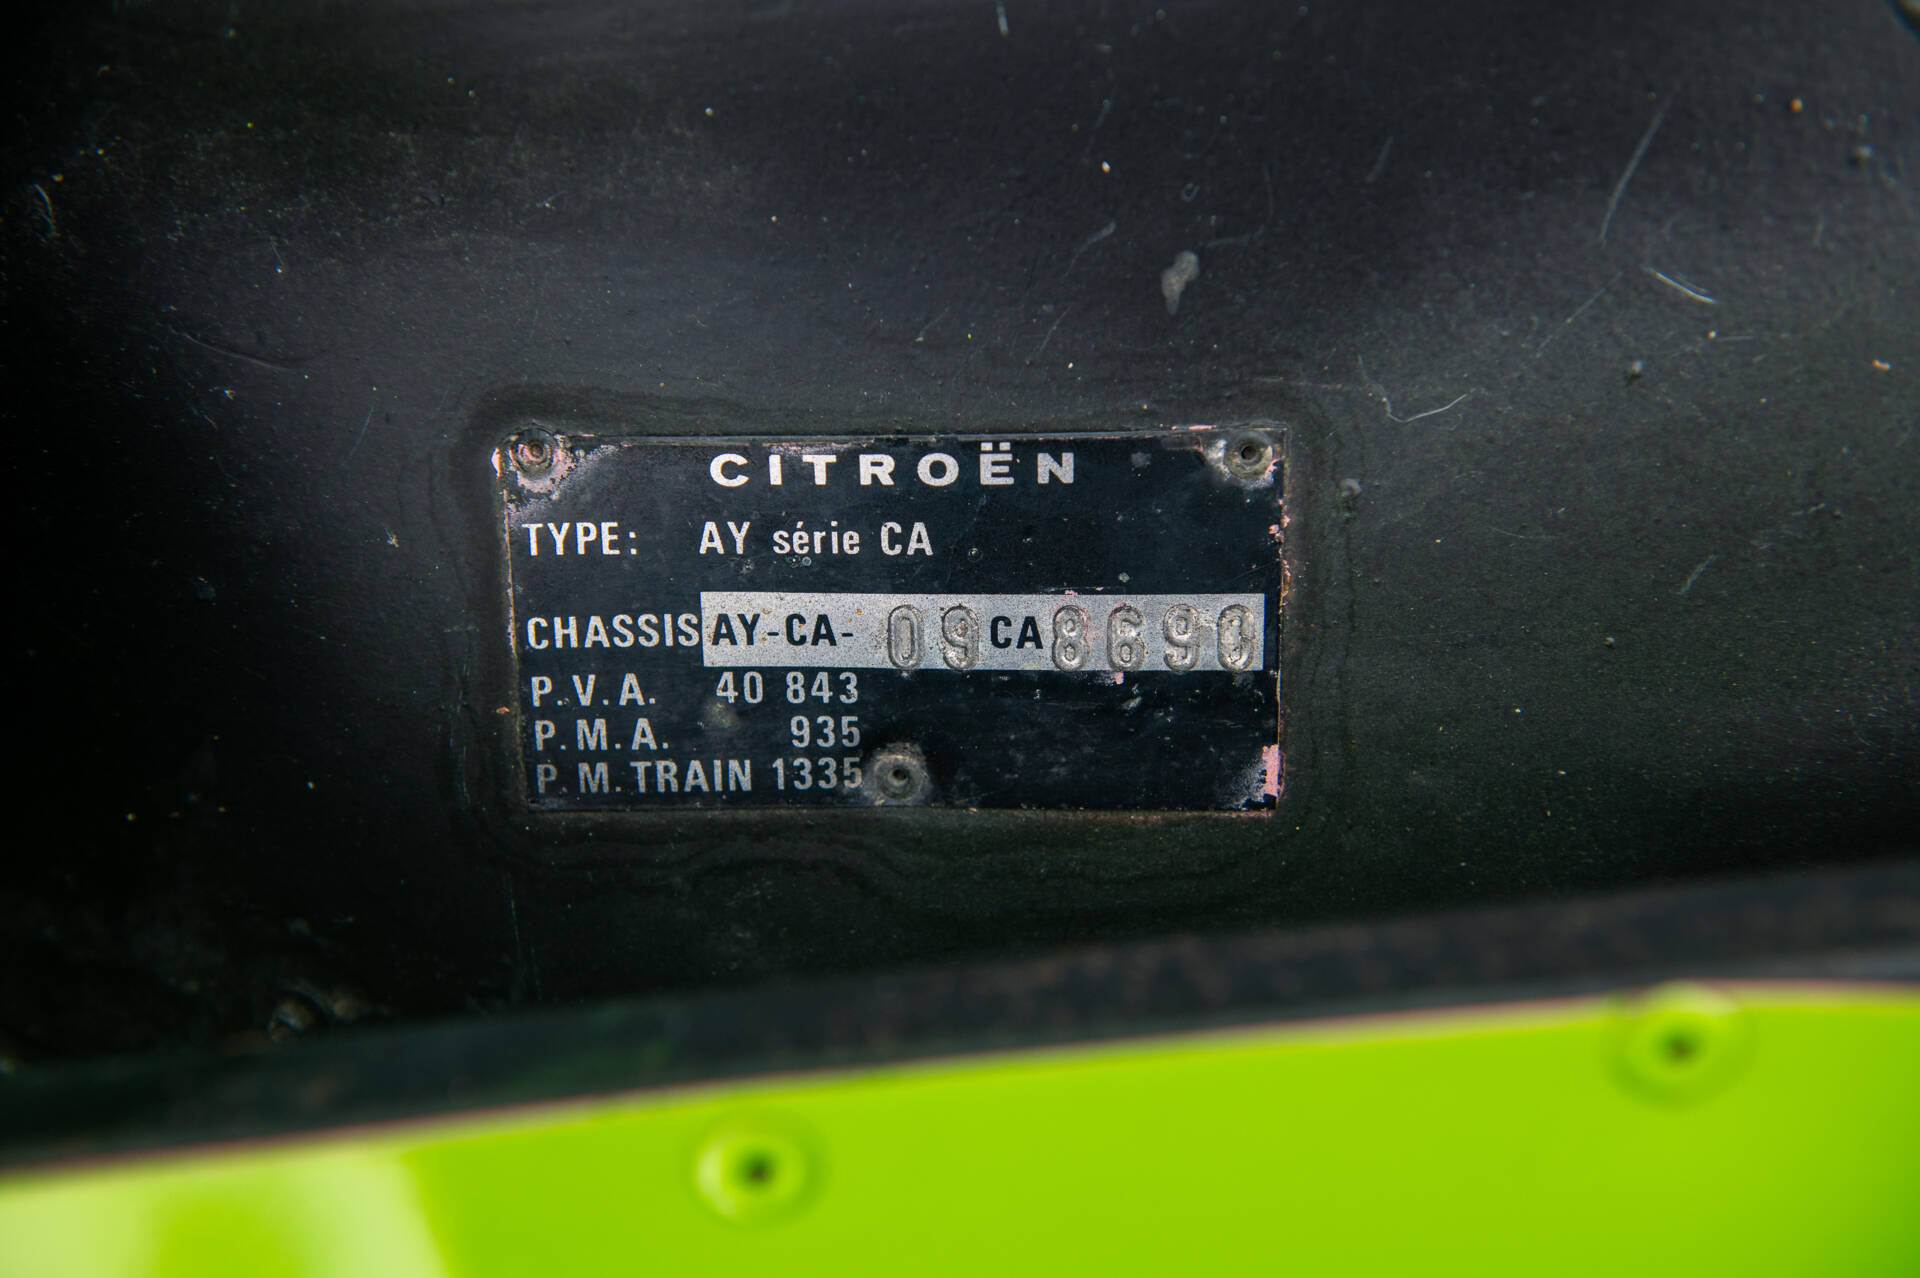 CITROËN
TYPE: AY série CA
CHASSIS AY-CA- 09 CA 8690
P.V.A. 40 843
P.M.A. 935
P.M.TRAIN 1335